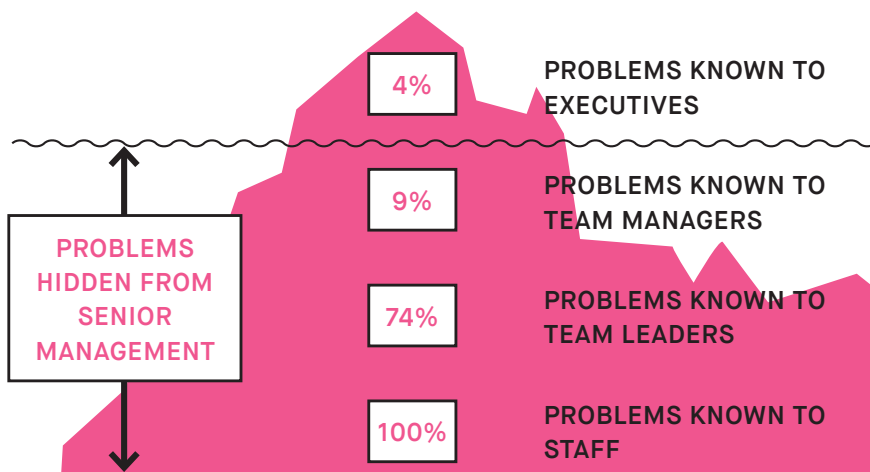 4%
PROBLEMS KNOWN TO
EXECUTIVES
9%
PROBLEMS KNOWN TO
TEAM MANAGERS
PROBLEMS
HIDDEN FROM
SENIOR
MANAGEMENT
74%
PROBLEMS KNOWN TO
TEAM LEADERS
100%
PROBLEMS KNOWN TO
STAFF